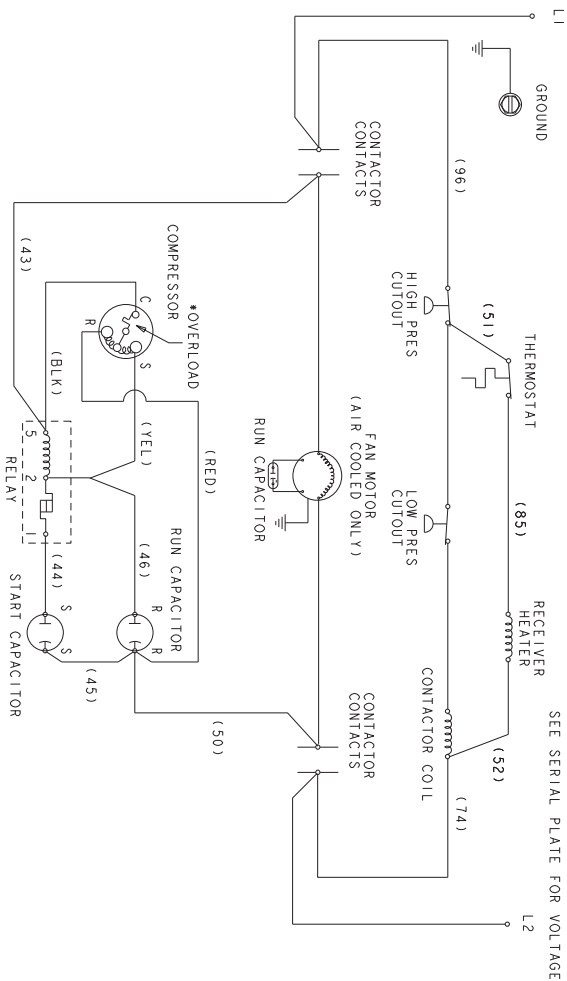 SEE SERIAL PLATE FOR VOLTAGE
L1
L2
GROUND
THERMOSTAT
(85)
RECEIVER
HEATER
(52)
(51)
(96)
HIGH PRES
CUTOUT
LOW PRES
CUTOUT
CONTACTOR COIL
(74)
CONTACTOR
CONTACTS
FAN MOTOR
(AIR COOLED ONLY)
RUN CAPACITOR
CONTACTOR
CONTACTS
*OVERLOAD
COMPRESSOR
C
S
R
(RED)
(50)
(YEL)
(46)
RUN CAPACITOR
R
R
(43)
(BLK)
5
2
1
RELAY
(44)
S
S
(45)
START CAPACITOR